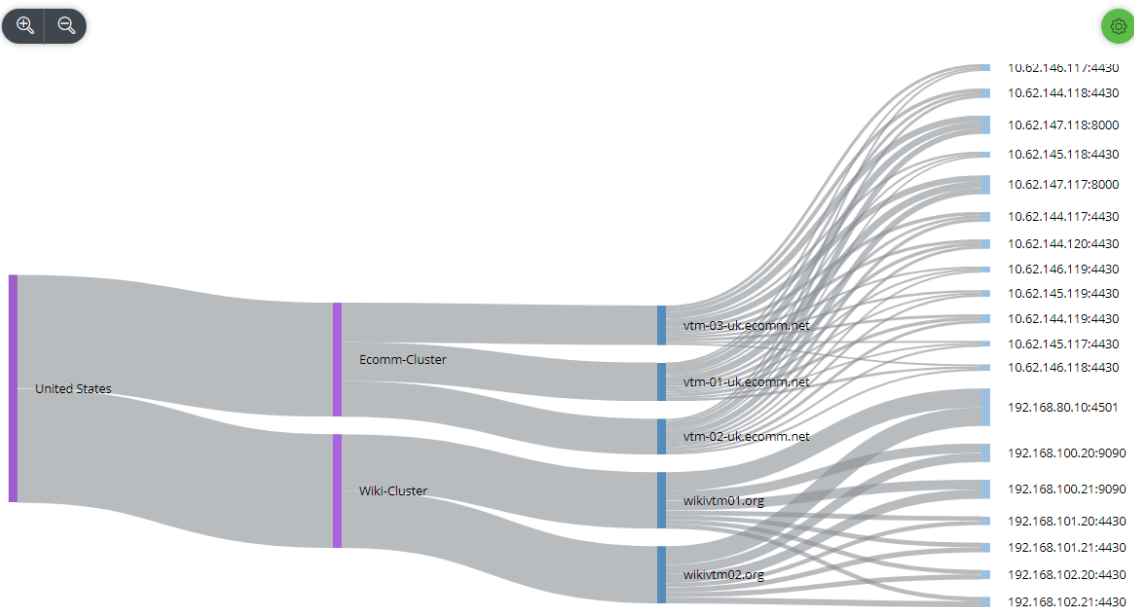 United States
Ecomm-Cluster
Wiki-Cluster
vtm-03-uk.ecomm.net
vtm-01-uk.ecomm.net
vtm-02-uk.ecomm.net
wikivtm01.org
wikivtm02.org
10.62.146.117:4430
10.62.144.118:4430
10.62.147.118:8000
10.62.145.118:4430
10.62.147.117:8000
10.62.144.117:4430
10.62.144.120:4430
10.62.146.119:4430
10.62.145.119:4430
10.62.144.119:4430
10.62.145.117:4430
10.62.146.118:4430
192.168.80.10:4501
192.168.100.20:9090
192.168.100.21:9090
192.168.101.20:4430
192.168.101.21:4430
192.168.102.20:4430
192.168.102.21:4430